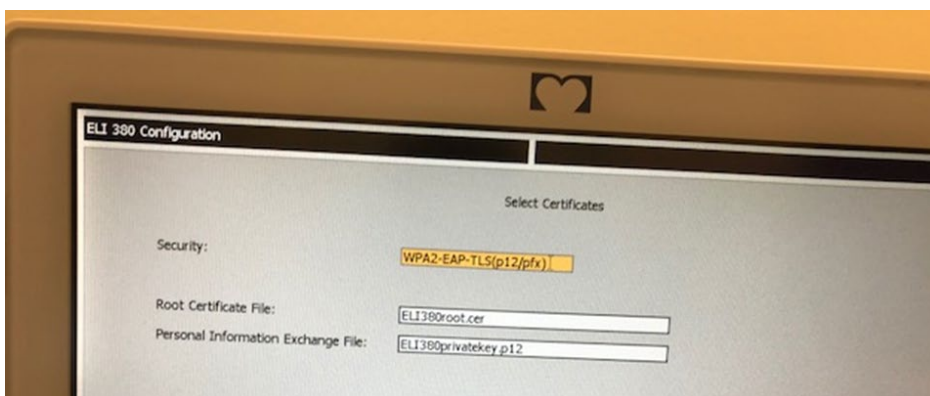 ELI 380 Configuration
Select Certificates
Security:
WPA2-EAP-TLS(p12/pfx)
Root Certificate File:
ELI380root.cer
Personal Information Exchange File:
ELI380privatekey.p12